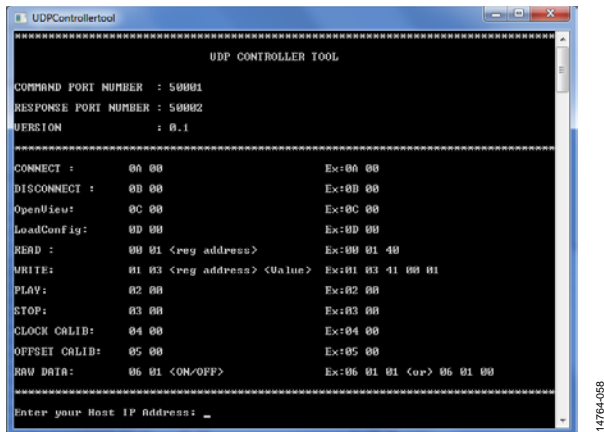 UDPControllertool
****************************************************************
UDP CONTROLLER TOOL
COMMAND PORT NUMBER : 50001
RESPONSE PORT NUMBER : 50002
VERSION : 0.1
****************************************************************
CONNECT : 0A 00 Ex:0A 00
DISCONNECT : 0B 00 Ex:0B 00
OpenView: 0C 00 Ex:0C 00
LoadConfig: 0D 00 Ex:0D 00
READ : 00 01 <reg address> Ex:00 01 40
WRITE: 01 03 <reg address> <Value> Ex:01 03 41 00 01
PLAY: 02 00 Ex:02 00
STOP: 03 00 Ex:03 00
CLOCK CALIB: 04 00 Ex:04 00
OFFSET CALIB: 05 00 Ex:05 00
RAW DATA: 06 01 <ON/OFF> Ex:06 01 01 <or> 06 01 00
****************************************************************
Enter your Host IP Address: _
14764-058